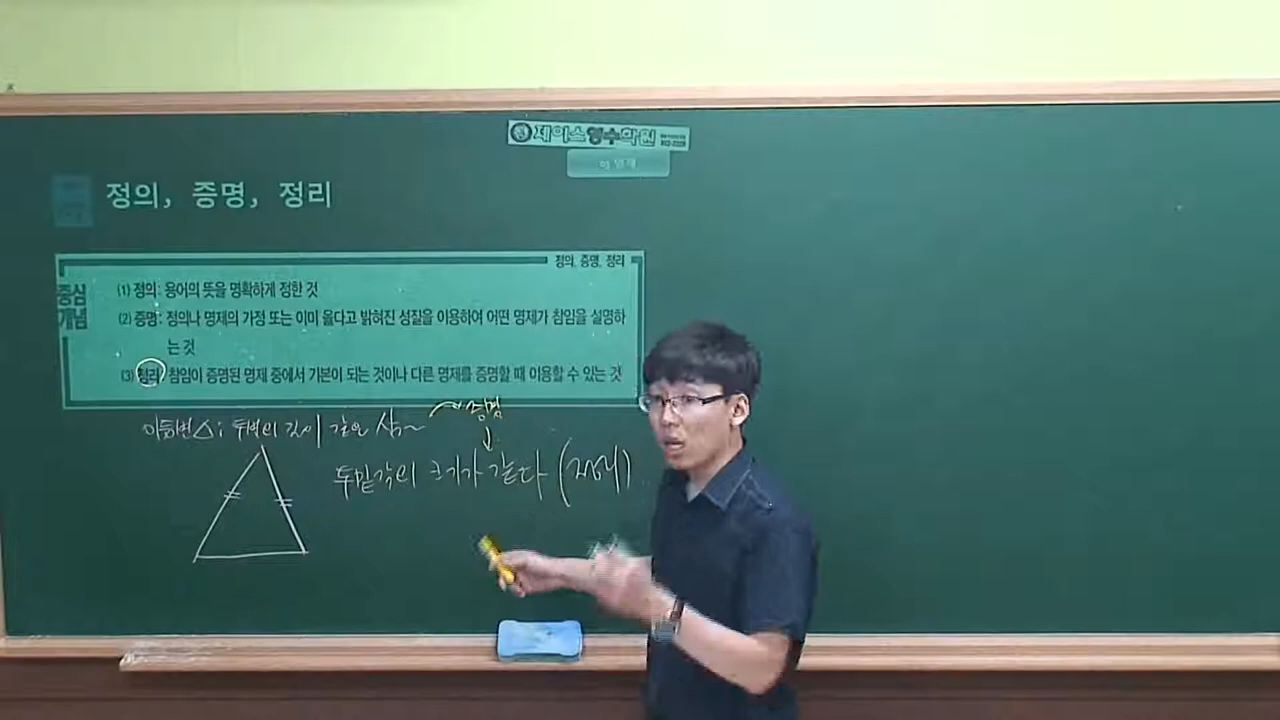 제이스영수학원
정의, 증명, 정리
정의, 증명, 정리
중심
개념
(1) 정의: 용어의 뜻을 명확하게 정한 것
(2) 증명: 정의나 명제의 가정 또는 이미 옳다고 밝혀진 성질을 이용하여 어떤 명제가 참임을 설명하
는 것
(3) 정리: 참임이 증명된 명제 중에서 기본이 되는 것이나 다른 명제를 증명할 때 이용할 수 있는 것
증명
이등변△: 두변의 길이 같은 삼~
두밑각의 크기가 같다 (정리)